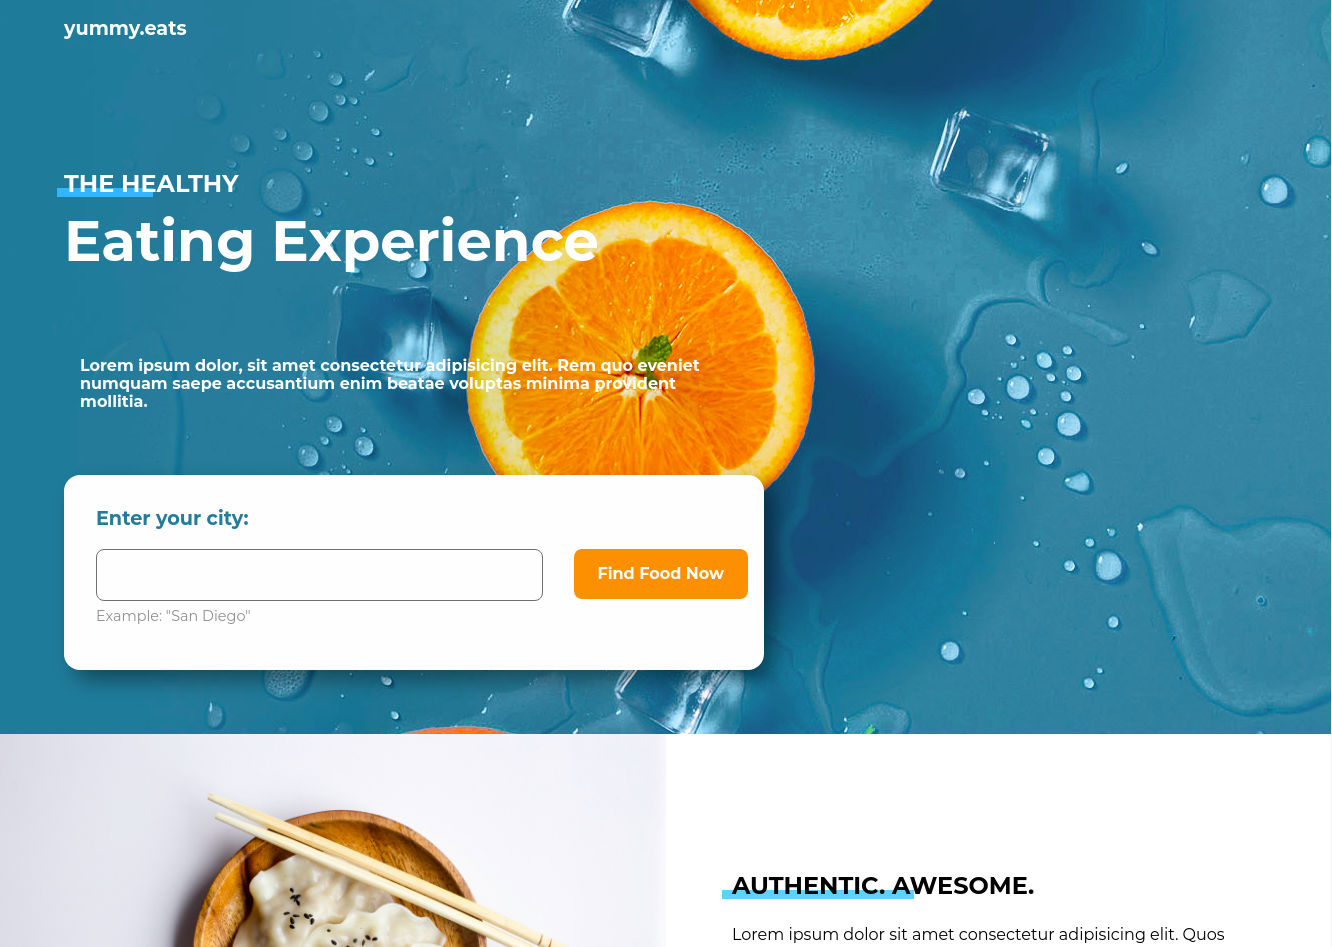 yummy.eats
THE HEALTHY
Eating Experience
Lorem ipsum dolor, sit amet consectetur adipisicing elit. Rem quo eveniet
numquam saepe accusantium enim beatae voluptas minima provident
mollitia.
Enter your city:
Find Food Now
Example: "San Diego"
AUTHENTIC. AWESOME.
Lorem ipsum dolor sit amet consectetur adipisicing elit. Quos